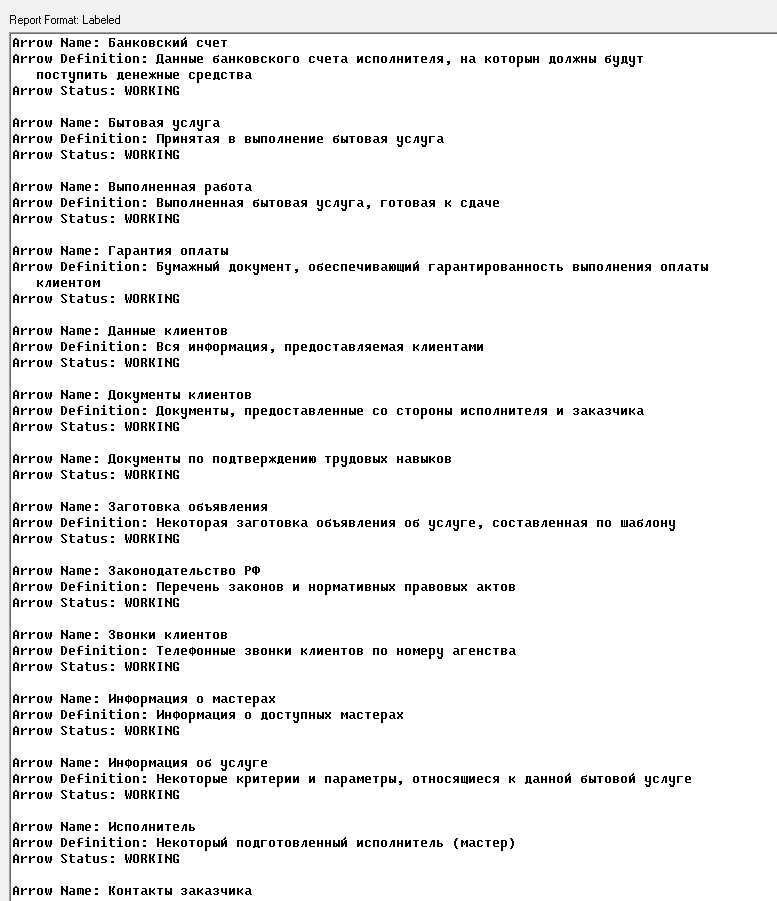 Report Format: Labeled
Arrow Name: Банковский счет
Arrow Definition: Данные банковского счета исполнителя, на которын должны будут
поступить денежные средства
Arrow Status: WORKING
Arrow Name: Бытовая услуга
Arrow Definition: Принятая в выполнение бытовая услуга
Arrow Status: WORKING
Arrow Name: Выполненная работа
Arrow Definition: Выполненная бытовая услуга, готовая к сдаче
Arrow Status: WORKING
Arrow Name: Гарантия оплаты
Arrow Definition: Бумажный документ, обеспечивающий гарантированность выполнения оплаты
клиентом
Arrow Status: WORKING
Arrow Name: Данные клиентов
Arrow Definition: Вся информация, предоставляемая клиентами
Arrow Status: WORKING
Arrow Name: Документы клиентов
Arrow Definition: Документы, предоставленные со стороны исполнителя и заказчика
Arrow Status: WORKING
Arrow Name: Документы по подтверждению трудовых навыков
Arrow Status: WORKING
Arrow Name: Заготовка объявления
Arrow Definition: Некоторая заготовка объявления об услуге, составленная по шаблону
Arrow Status: WORKING
Arrow Name: Законодательство РФ
Arrow Definition: Перечень законов и нормативных правовых актов
Arrow Status: WORKING
Arrow Name: Звонки клиентов
Arrow Definition: Телефонные звонки клиентов по номеру агенства
Arrow Status: WORKING
Arrow Name: Информация о мастерах
Arrow Definition: Информация о доступных мастерах
Arrow Status: WORKING
Arrow Name: Информация об услуге
Arrow Definition: Некоторые критерии и параметры, относящиеся к данной бытовой услуге
Arrow Status: WORKING
Arrow Name: Исполнитель
Arrow Definition: Некоторый подготовленный исполнитель (мастер)
Arrow Status: WORKING
Arrow Name: Контакты заказчика